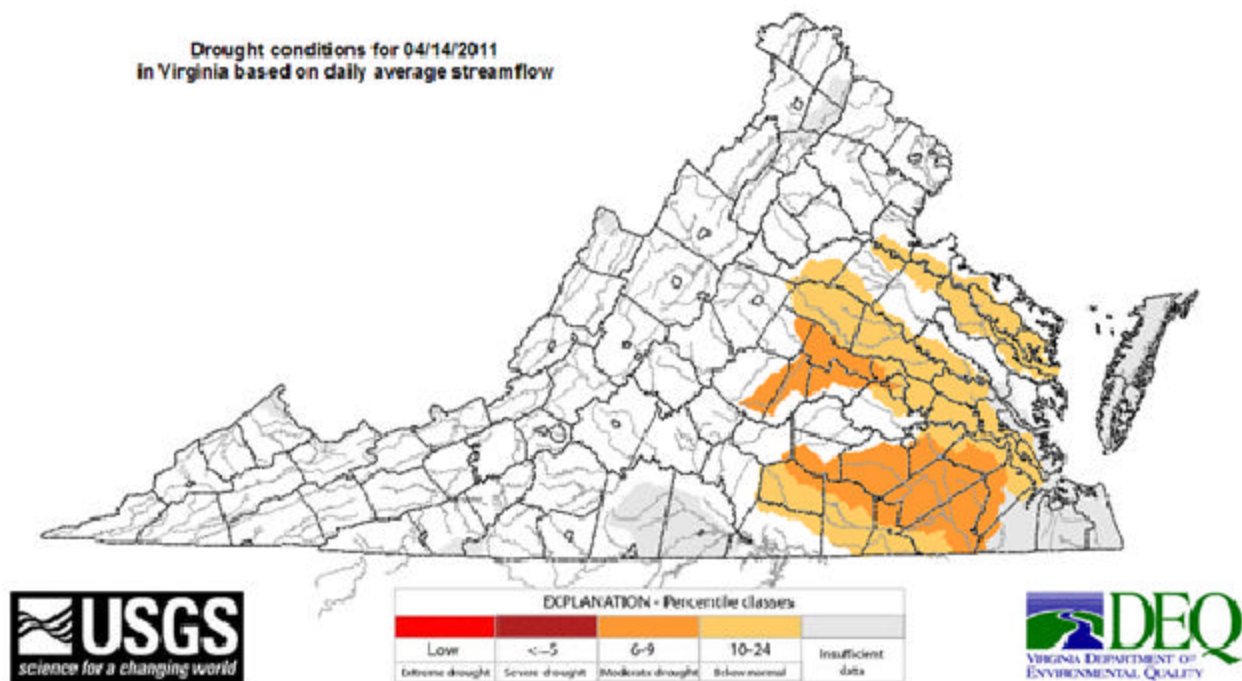 Drought conditions for 04/14/2011
in Virginia based on daily average streamflow
USGS
science for a changing world
EXPLANATION - Percentile classes
Low
<=5
6-9
10-24
Insufficient
data
Extreme drought
Severe drought
Moderate drought
Below normal
DEQ
VIRGINIA DEPARTMENT OF
ENVIRONMENTAL QUALITY